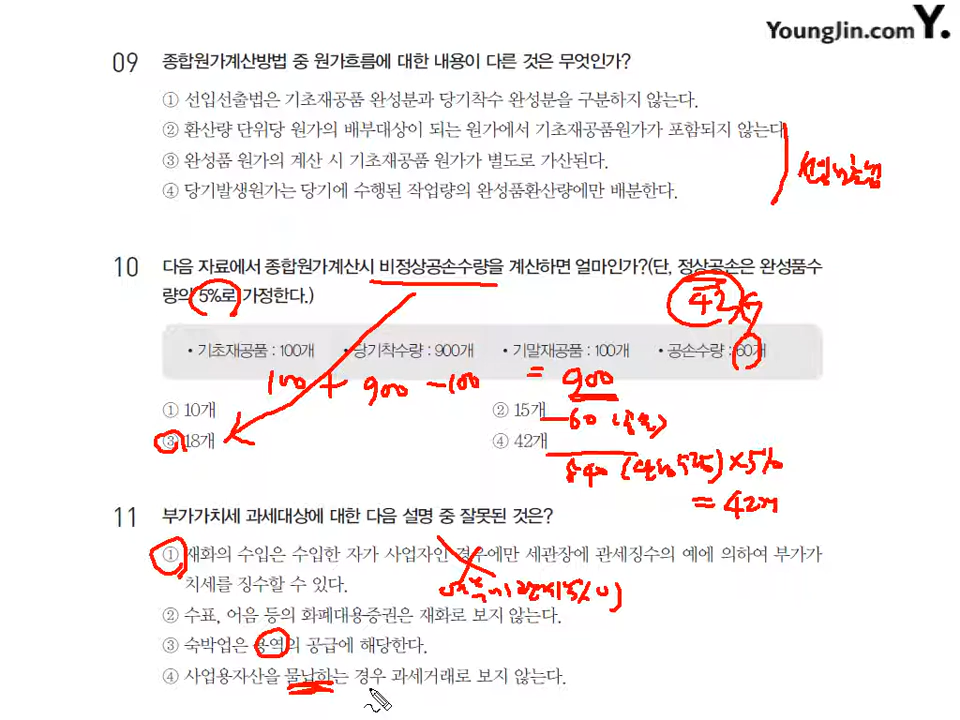 YoungJin.com Y.
09 종합원가계산방법 중 원가흐름에 대한 내용이 다른 것은 무엇인가?
① 선입선출법은 기초재공품 완성분과 당기착수 완성분을 구분하지 않는다.
② 환산량 단위당 원가의 배부대상이 되는 원가에서 기초재공품원가가 포함되지 않는다
③ 완성품 원가의 계산 시 기초재공품 원가가 별도로 가산된다.
④ 당기발생원가는 당기에 수행된 작업량의 완성품환산량에만 배분한다.
10 다음 자료에서 종합원가계산시 비정상공손수량을 계산하면 얼마인가?(단, 정상공손은 완성품수
량의 5%로 가정한다.)
42
• 기초재공품 : 100개 • 당기착수량 : 900개 • 기말재공품 : 100개 • 공손수량 : 60개
100 + 900 - 100 = 900
① 10개 ② 15개
- 60
③ 18개 ④ 42개
840 × 5%
= 42개
11 부가가치세 과세대상에 대한 다음 설명 중 잘못된 것은?
① 재화의 수입은 수입한 자가 사업자인 경우에만 세관장에 관세징수의 예에 의하여 부가가
치세를 징수할 수 있다.
② 수표, 어음 등의 화폐대용증권은 재화로 보지 않는다.
③ 숙박업은 용역의 공급에 해당한다.
④ 사업용자산을 물납하는 경우 과세거래로 보지 않는다.